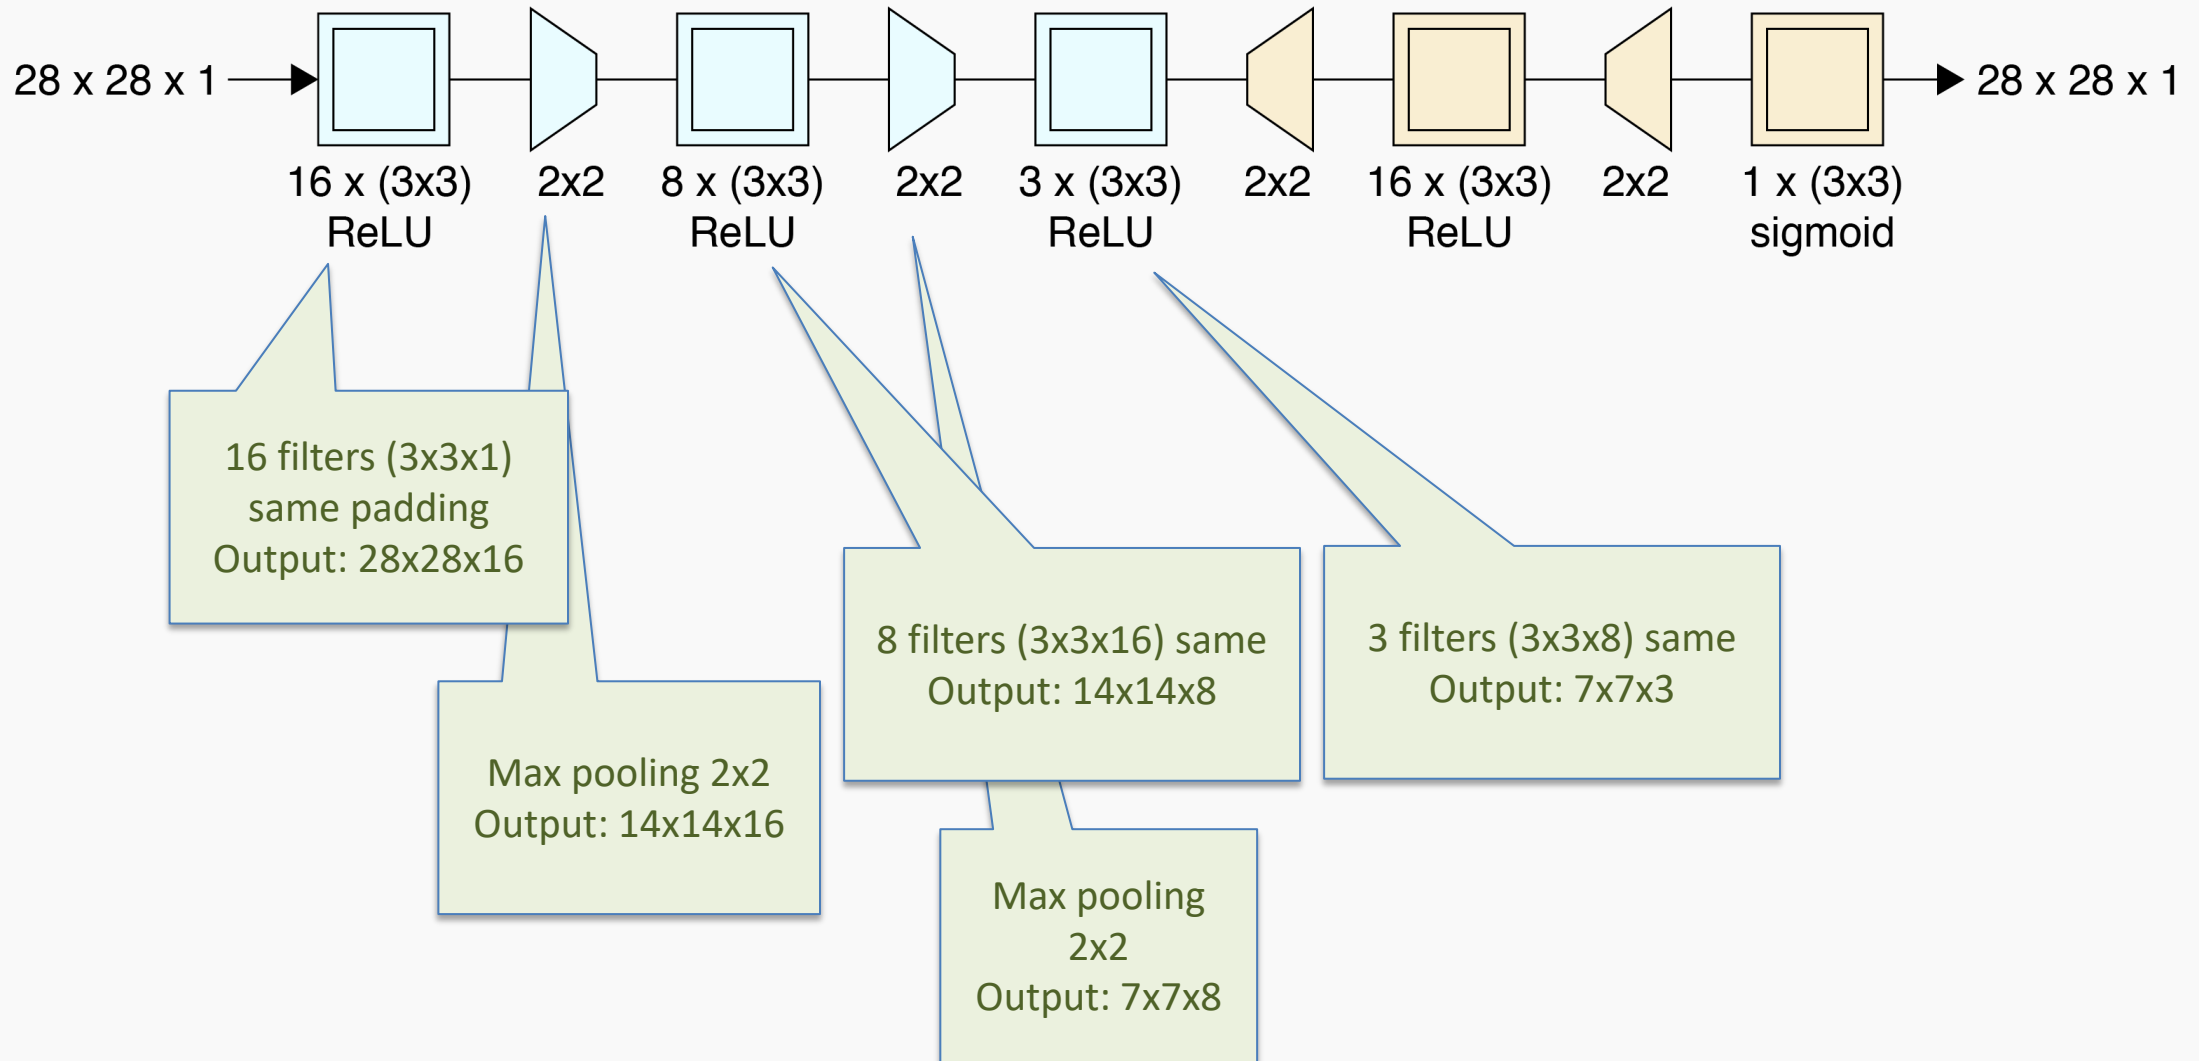 28 x 28 x 1
28 x 28 x 1
16 x (3x3)
ReLU
2x2
8 x (3x3)
ReLU
2x2
3 x (3x3)
ReLU
2x2
16 x (3x3)
ReLU
2x2
1 x (3x3)
sigmoid
16 filters (3x3x1)
same padding
Output: 28x28x16
Max pooling 2x2
Output: 14x14x16
8 filters (3x3x16) same
Output: 14x14x8
Max pooling
2x2
Output: 7x7x8
3 filters (3x3x8) same
Output: 7x7x3